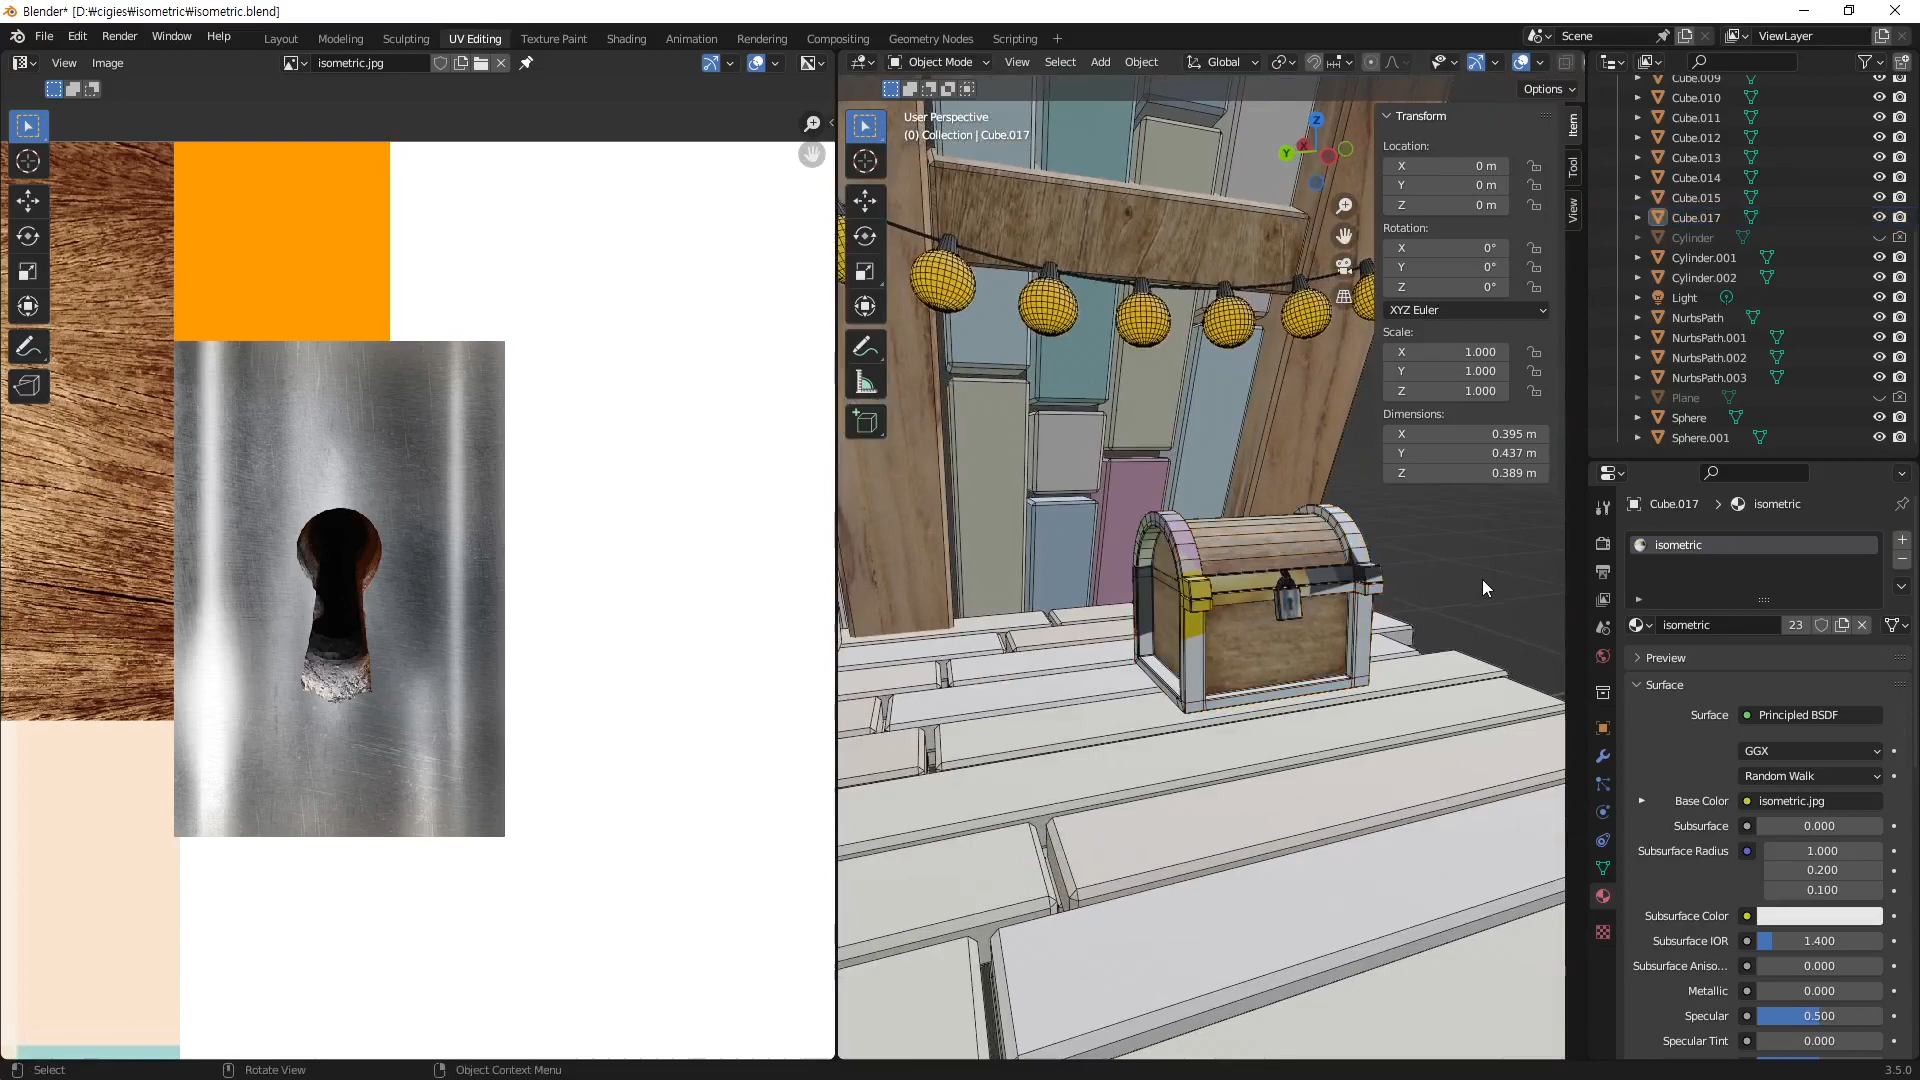 Blender* [D:₩cigies₩isometric₩isometric.blend]
File Edit Render Window Help
Layout Modeling Sculpting UV Editing Texture Paint Shading Animation Rendering Compositing Geometry Nodes Scripting +
Scene
ViewLayer
View Image
isometric.jpg
Object Mode
View Select Add Object
Global
Options
User Perspective
(0) Collection | Cube.017
Z
Y
X
Item
Tool
View
Transform
Location:
X 0 m
Y 0 m
Z 0 m
Rotation:
X 0°
Y 0°
Z 0°
XYZ Euler
Scale:
X 1.000
Y 1.000
Z 1.000
Dimensions:
X 0.395 m
Y 0.437 m
Z 0.389 m
Cube.009
Cube.010
Cube.011
Cube.012
Cube.013
Cube.014
Cube.015
Cube.017
Cylinder
Cylinder.001
Cylinder.002
Light
NurbsPath
NurbsPath.001
NurbsPath.002
NurbsPath.003
Plane
Sphere
Sphere.001
Cube.017 > isometric
isometric
isometric 23
Preview
Surface
Surface Principled BSDF
GGX
Random Walk
Base Color isometric.jpg
Subsurface 0.000
Subsurface Radius 1.000
0.200
0.100
Subsurface Color
Subsurface IOR 1.400
Subsurface Aniso... 0.000
Metallic 0.000
Specular 0.500
Specular Tint 0.000
Select
Rotate View
Object Context Menu
3.5.0